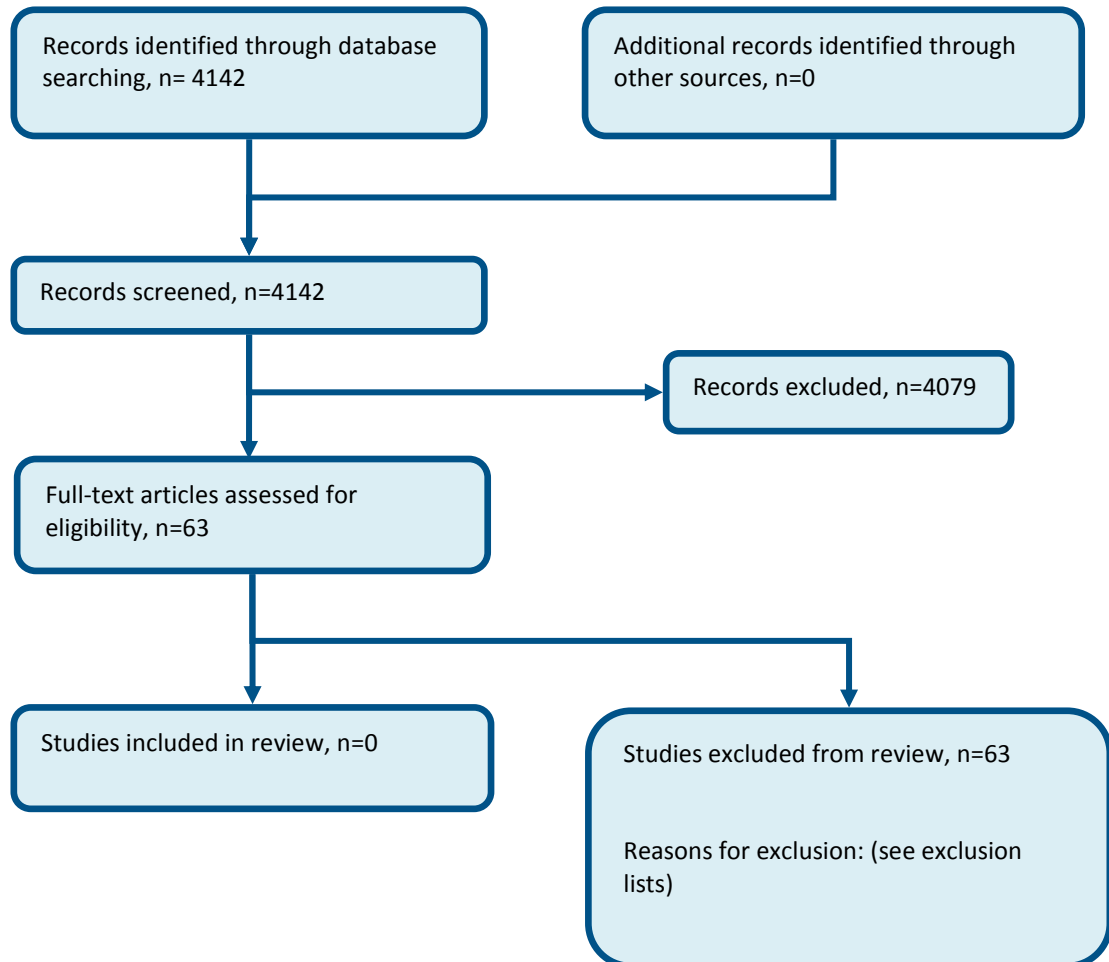 Records identified through database
searching, n= 4142
Additional records identified through
other sources, n=0
Records screened, n=4142
Records excluded, n=4079
Full-text articles assessed for
eligibility, n=63
Studies included in review, n=0
Studies excluded from review, n=63
Reasons for exclusion: (see exclusion
lists)